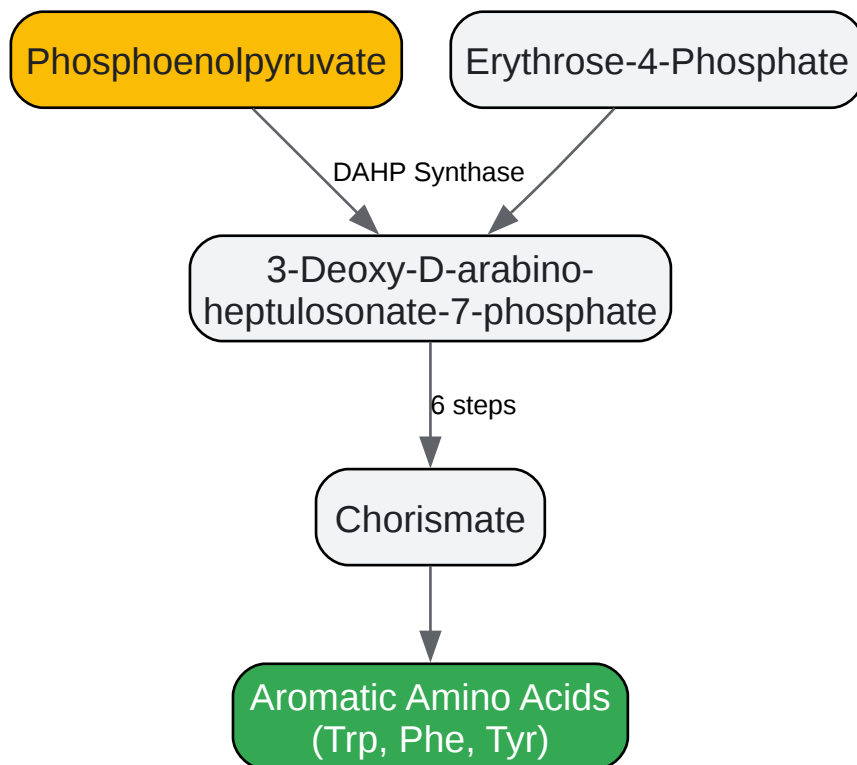 Phosphoenolpyruvate
Erythrose-4-Phosphate
DAHP Synthase
3-Deoxy-D-arabino-
heptulosonate-7-phosphate
6 steps
Chorismate
Aromatic Amino Acids
(Trp, Phe, Tyr)